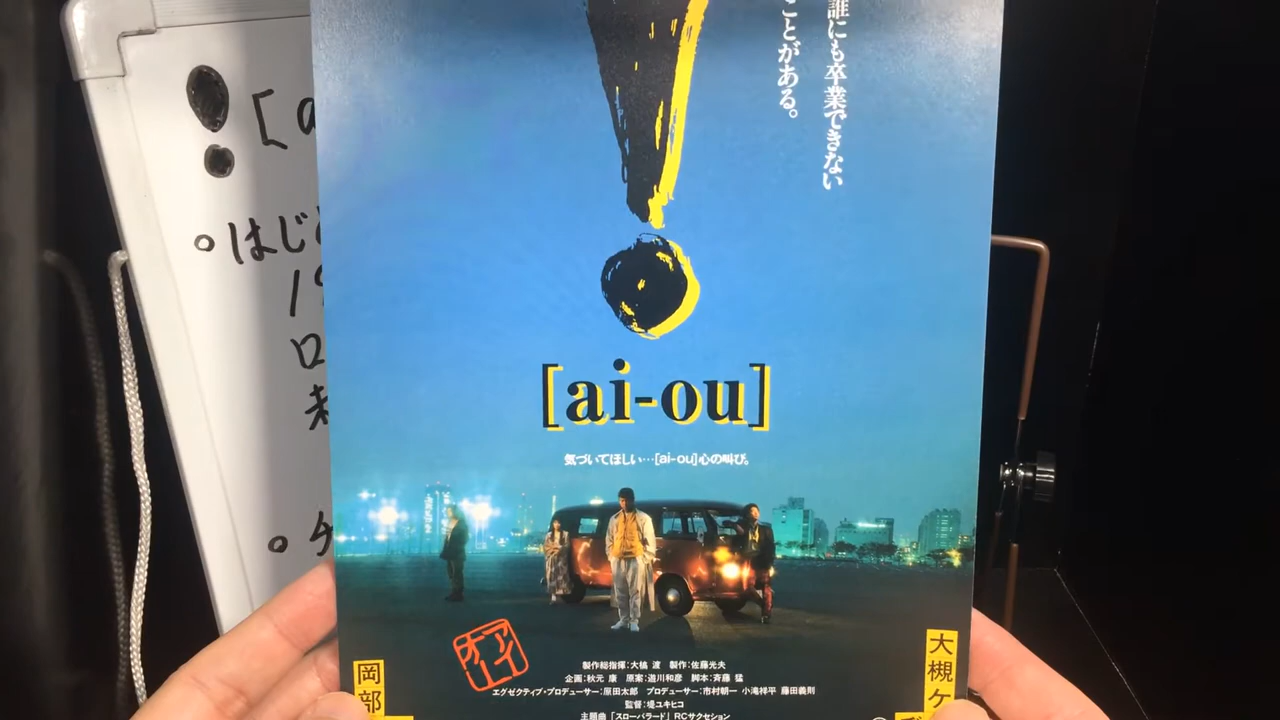 誰にも卒業できない
ことがある。
[ai-ou]
気づいてほしい…[ai-ou]心の叫び。
アイ
オー
製作総指揮:大橋 渡 製作:佐藤光夫
企画:秋元 康 原案:遊川和彦 脚本:斉藤 猛
エグゼクティブ・プロデューサー:原田太郎 プロデューサー:市村朝一 小滝祥平 藤田義則
監督:堤ユキヒコ
主題曲「スローバラード」RCサクセション
岡部
大槻ケ
[a
はじ
19
ロ